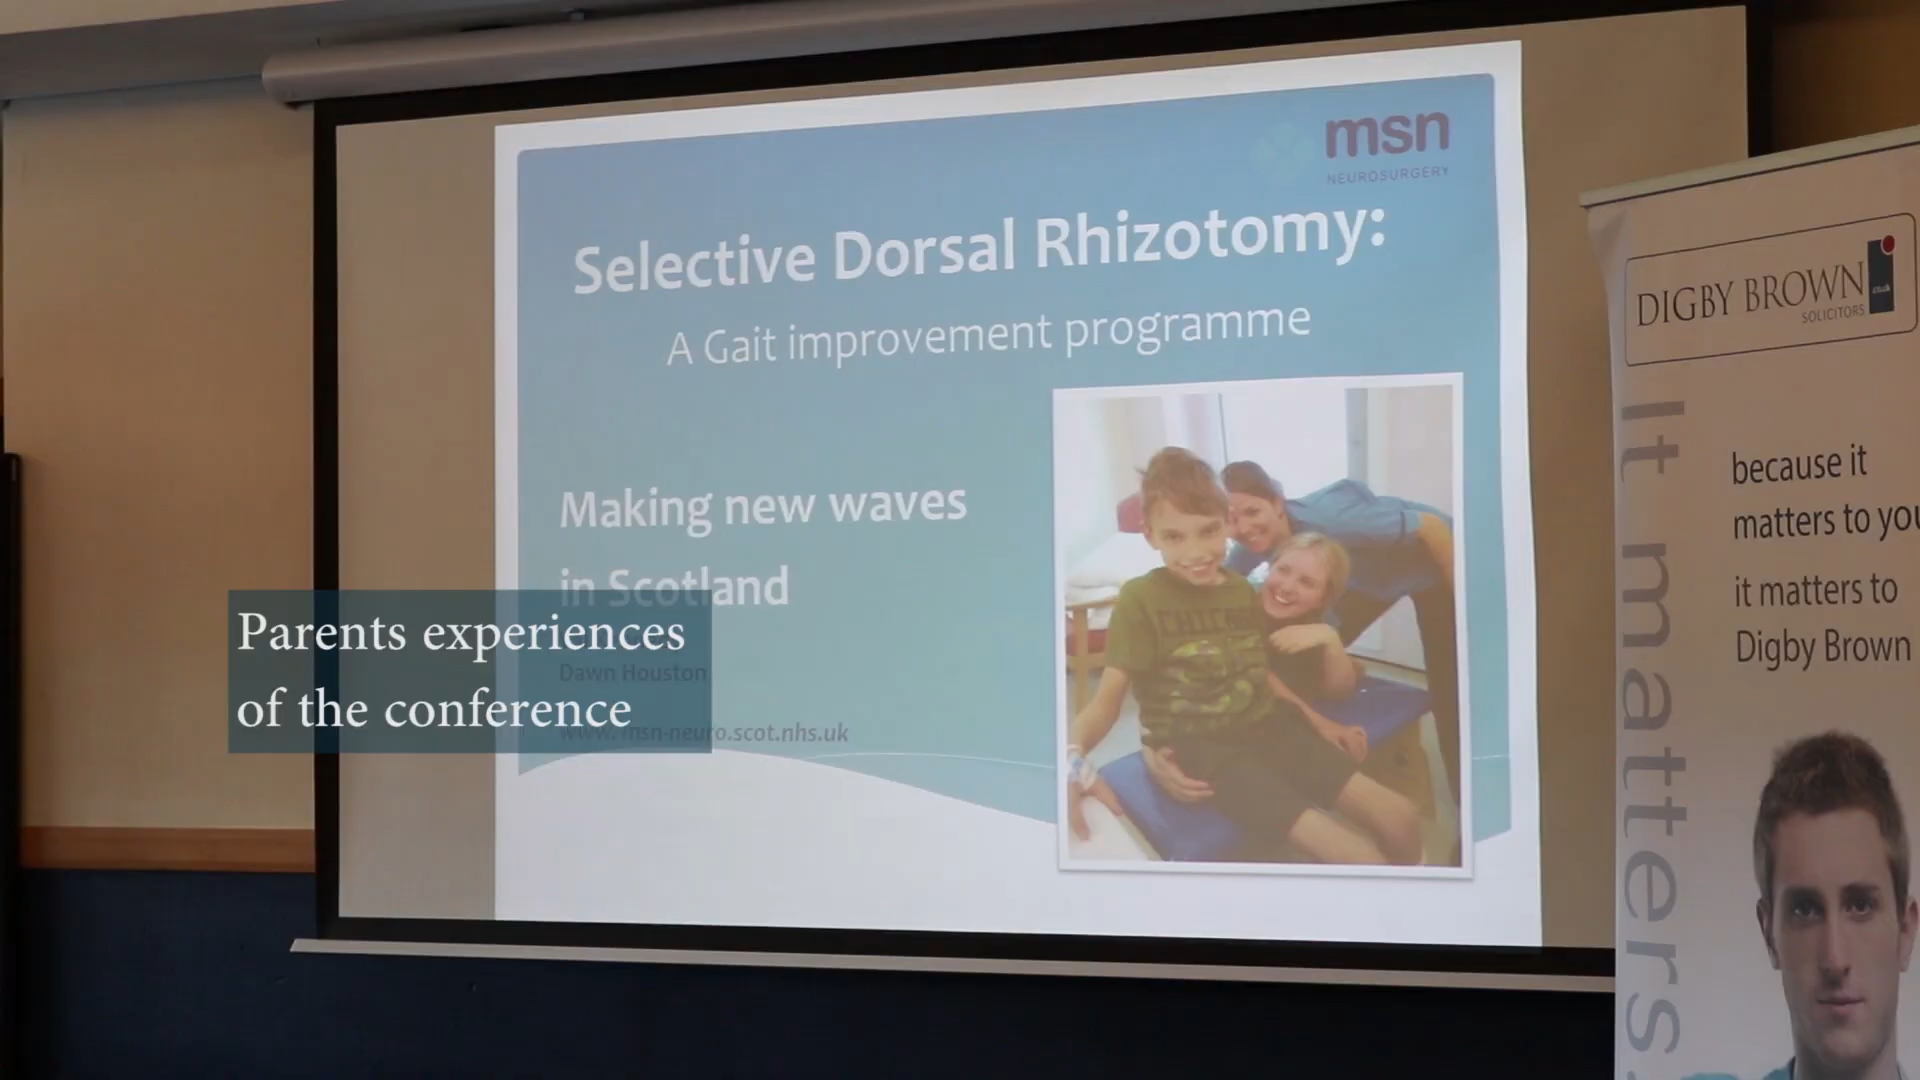 msn
NEUROSURGERY
Selective Dorsal Rhizotomy:
A Gait improvement programme
Making new waves
in Scotland
Dawn Houston
www.msn-neuro.scot.nhs.uk
Parents experiences
of the conference
DIGBY BROWN
SOLICITORS
.co.uk
It matters.
because it
matters to you
it matters to
Digby Brown